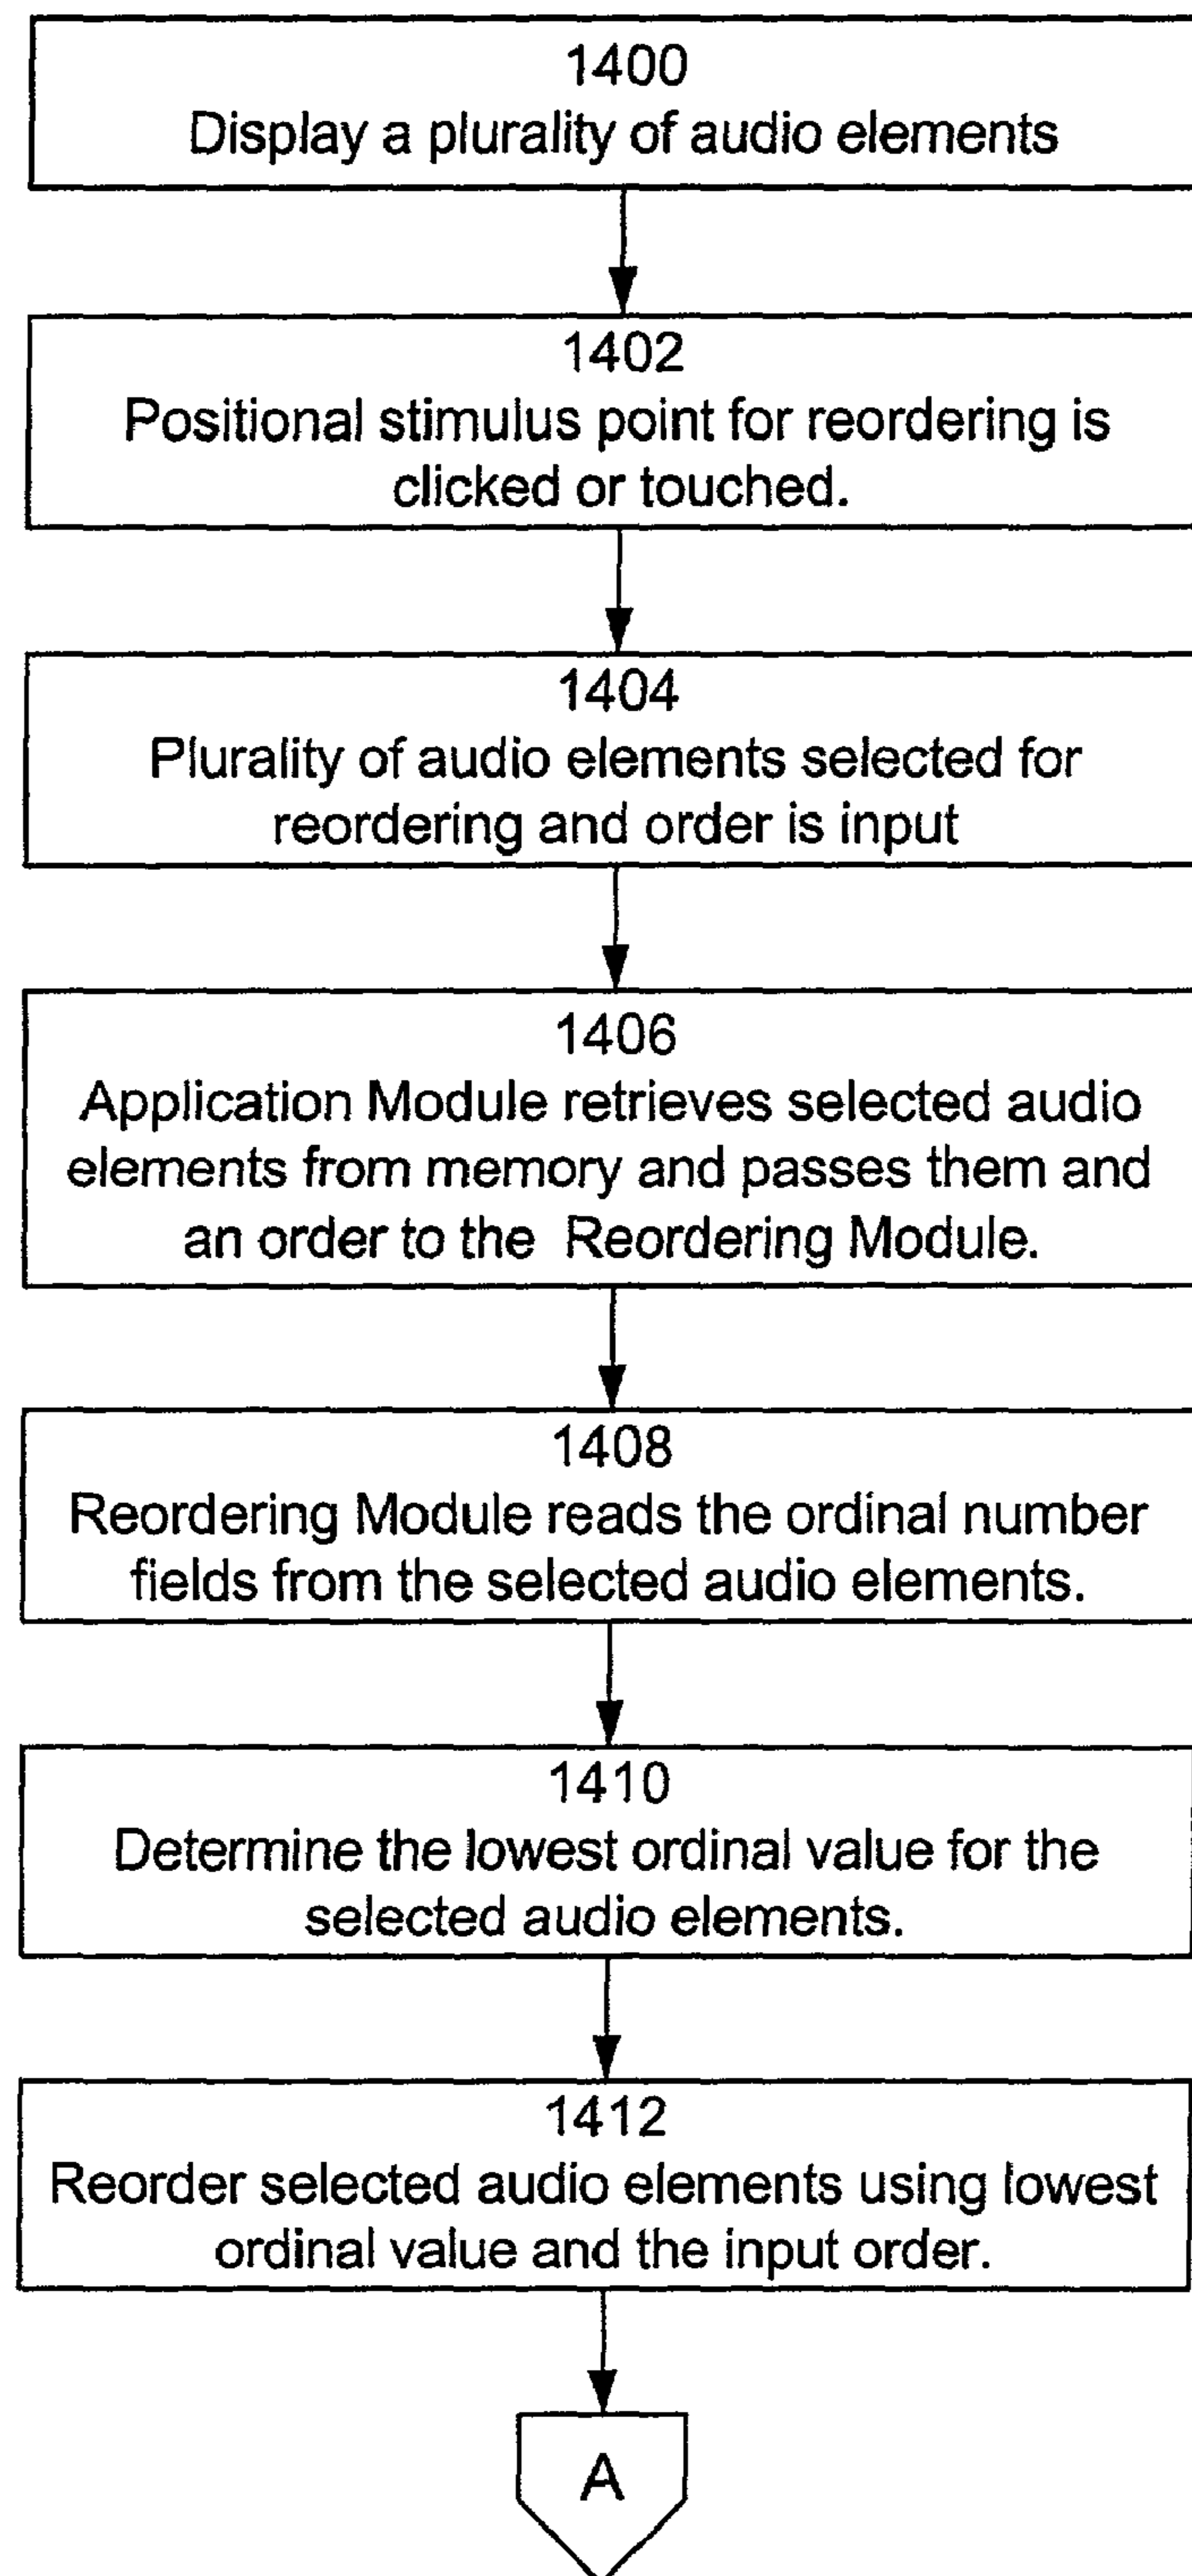 1400
Display a plurality of audio elements
1402
Positional stimulus point for reordering is
clicked or touched.
1404
Plurality of audio elements selected for
reordering and order is input
1406
Application Module retrieves selected audio
elements from memory and passes them and
an order to the Reordering Module.
1408
Reordering Module reads the ordinal number
fields from the selected audio elements.
1410
Determine the lowest ordinal value for the
selected audio elements.
1412
Reorder selected audio elements using lowest
ordinal value and the input order.
A